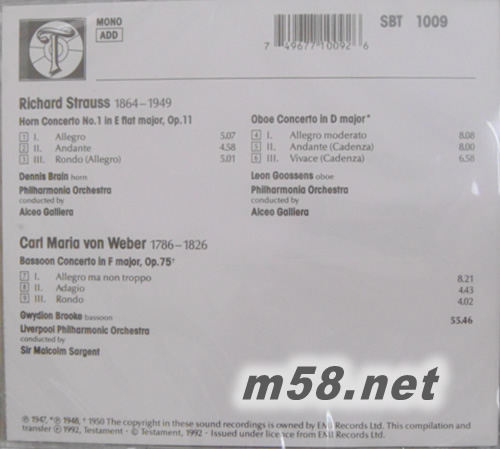 MONO
ADD
SBT 1009
7 49677 10092 6
Richard Strauss 1864–1949
Horn Concerto No.1 in E flat major, Op.11
1 I. Allegro 5.07
2 II. Andante 4.58
3 III. Rondo (Allegro) 5.01
Dennis Brain horn
Philharmonia Orchestra
conducted by
Alceo Galliera
Oboe Concerto in D major*
4 I. Allegro moderato 8.08
5 II. Andante (Cadenza) 8.00
6 III. Vivace (Cadenza) 6.58
Leon Goossens oboe
Philharmonia Orchestra
conducted by
Alceo Galliera
Carl Maria von Weber 1786–1826
Bassoon Concerto in F major, Op.75†
7 I. Allegro ma non troppo 8.21
8 II. Adagio 4.43
9 III. Rondo 4.02
Gwydion Brooke bassoon 55.46
Liverpool Philharmonic Orchestra
conducted by
Sir Malcolm Sargent
m58.net
℗ 1947, *℗ 1948, † 1950 The copyright in these sound recordings is owned by EMI Records Ltd. This compilation and
transfer ℗ 1992, Testament · © Testament, 1992 · Issued under licence from EMI Records Ltd.